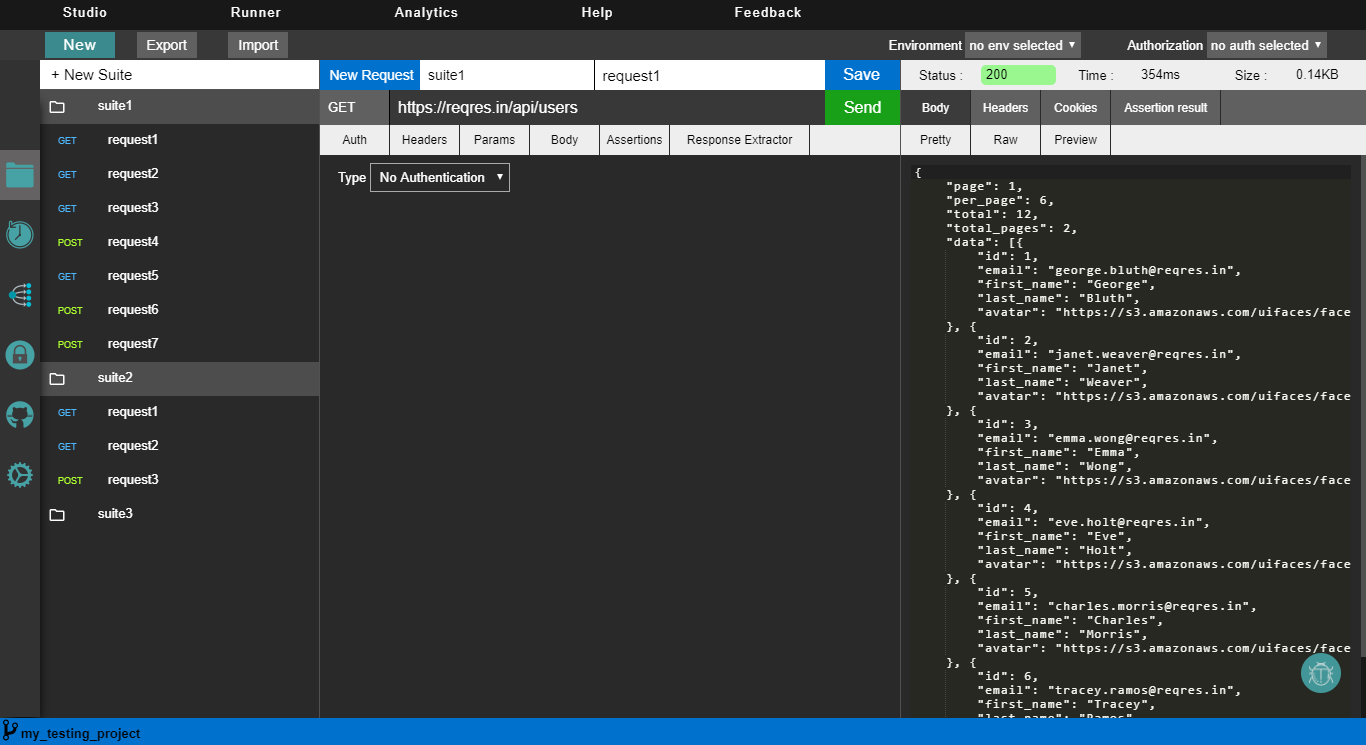 Studio Runner Analytics Help Feedback
New Export Import Environment no env selected Authorization no auth selected
+ New Suite
suite1
GET request1
GET request2
GET request3
POST request4
GET request5
POST request6
POST request7
suite2
GET request1
GET request2
POST request3
suite3
New Request suite1 request1 Save
GET https://reqres.in/api/users Send
Auth Headers Params Body Assertions Response Extractor
Type No Authentication
Status : 200 Time : 354ms Size : 0.14KB
Body Headers Cookies Assertion result
Pretty Raw Preview
{
"page": 1,
"per_page": 6,
"total": 12,
"total_pages": 2,
"data": [{
"id": 1,
"email": "george.bluth@reqres.in",
"first_name": "George",
"last_name": "Bluth",
"avatar": "https://s3.amazonaws.com/uifaces/face
}, {
"id": 2,
"email": "janet.weaver@reqres.in",
"first_name": "Janet",
"last_name": "Weaver",
"avatar": "https://s3.amazonaws.com/uifaces/face
}, {
"id": 3,
"email": "emma.wong@reqres.in",
"first_name": "Emma",
"last_name": "Wong",
"avatar": "https://s3.amazonaws.com/uifaces/face
}, {
"id": 4,
"email": "eve.holt@reqres.in",
"first_name": "Eve",
"last_name": "Holt",
"avatar": "https://s3.amazonaws.com/uifaces/face
}, {
"id": 5,
"email": "charles.morris@reqres.in",
"first_name": "Charles",
"last_name": "Morris",
"avatar": "https://s3.amazonaws.com/uifaces/face
}, {
"id": 6,
"email": "tracey.ramos@reqres.in",
"first_name": "Tracey",
"last_name": "Ramos"
my_testing_project